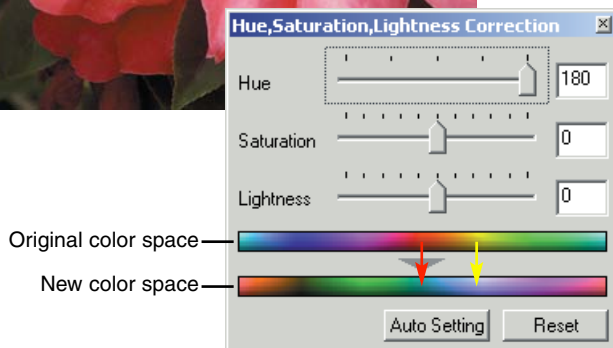 Hue,Saturation,Lightness Correction
Hue 180
Saturation 0
Lightness 0
Original color space
New color space
Auto Setting Reset